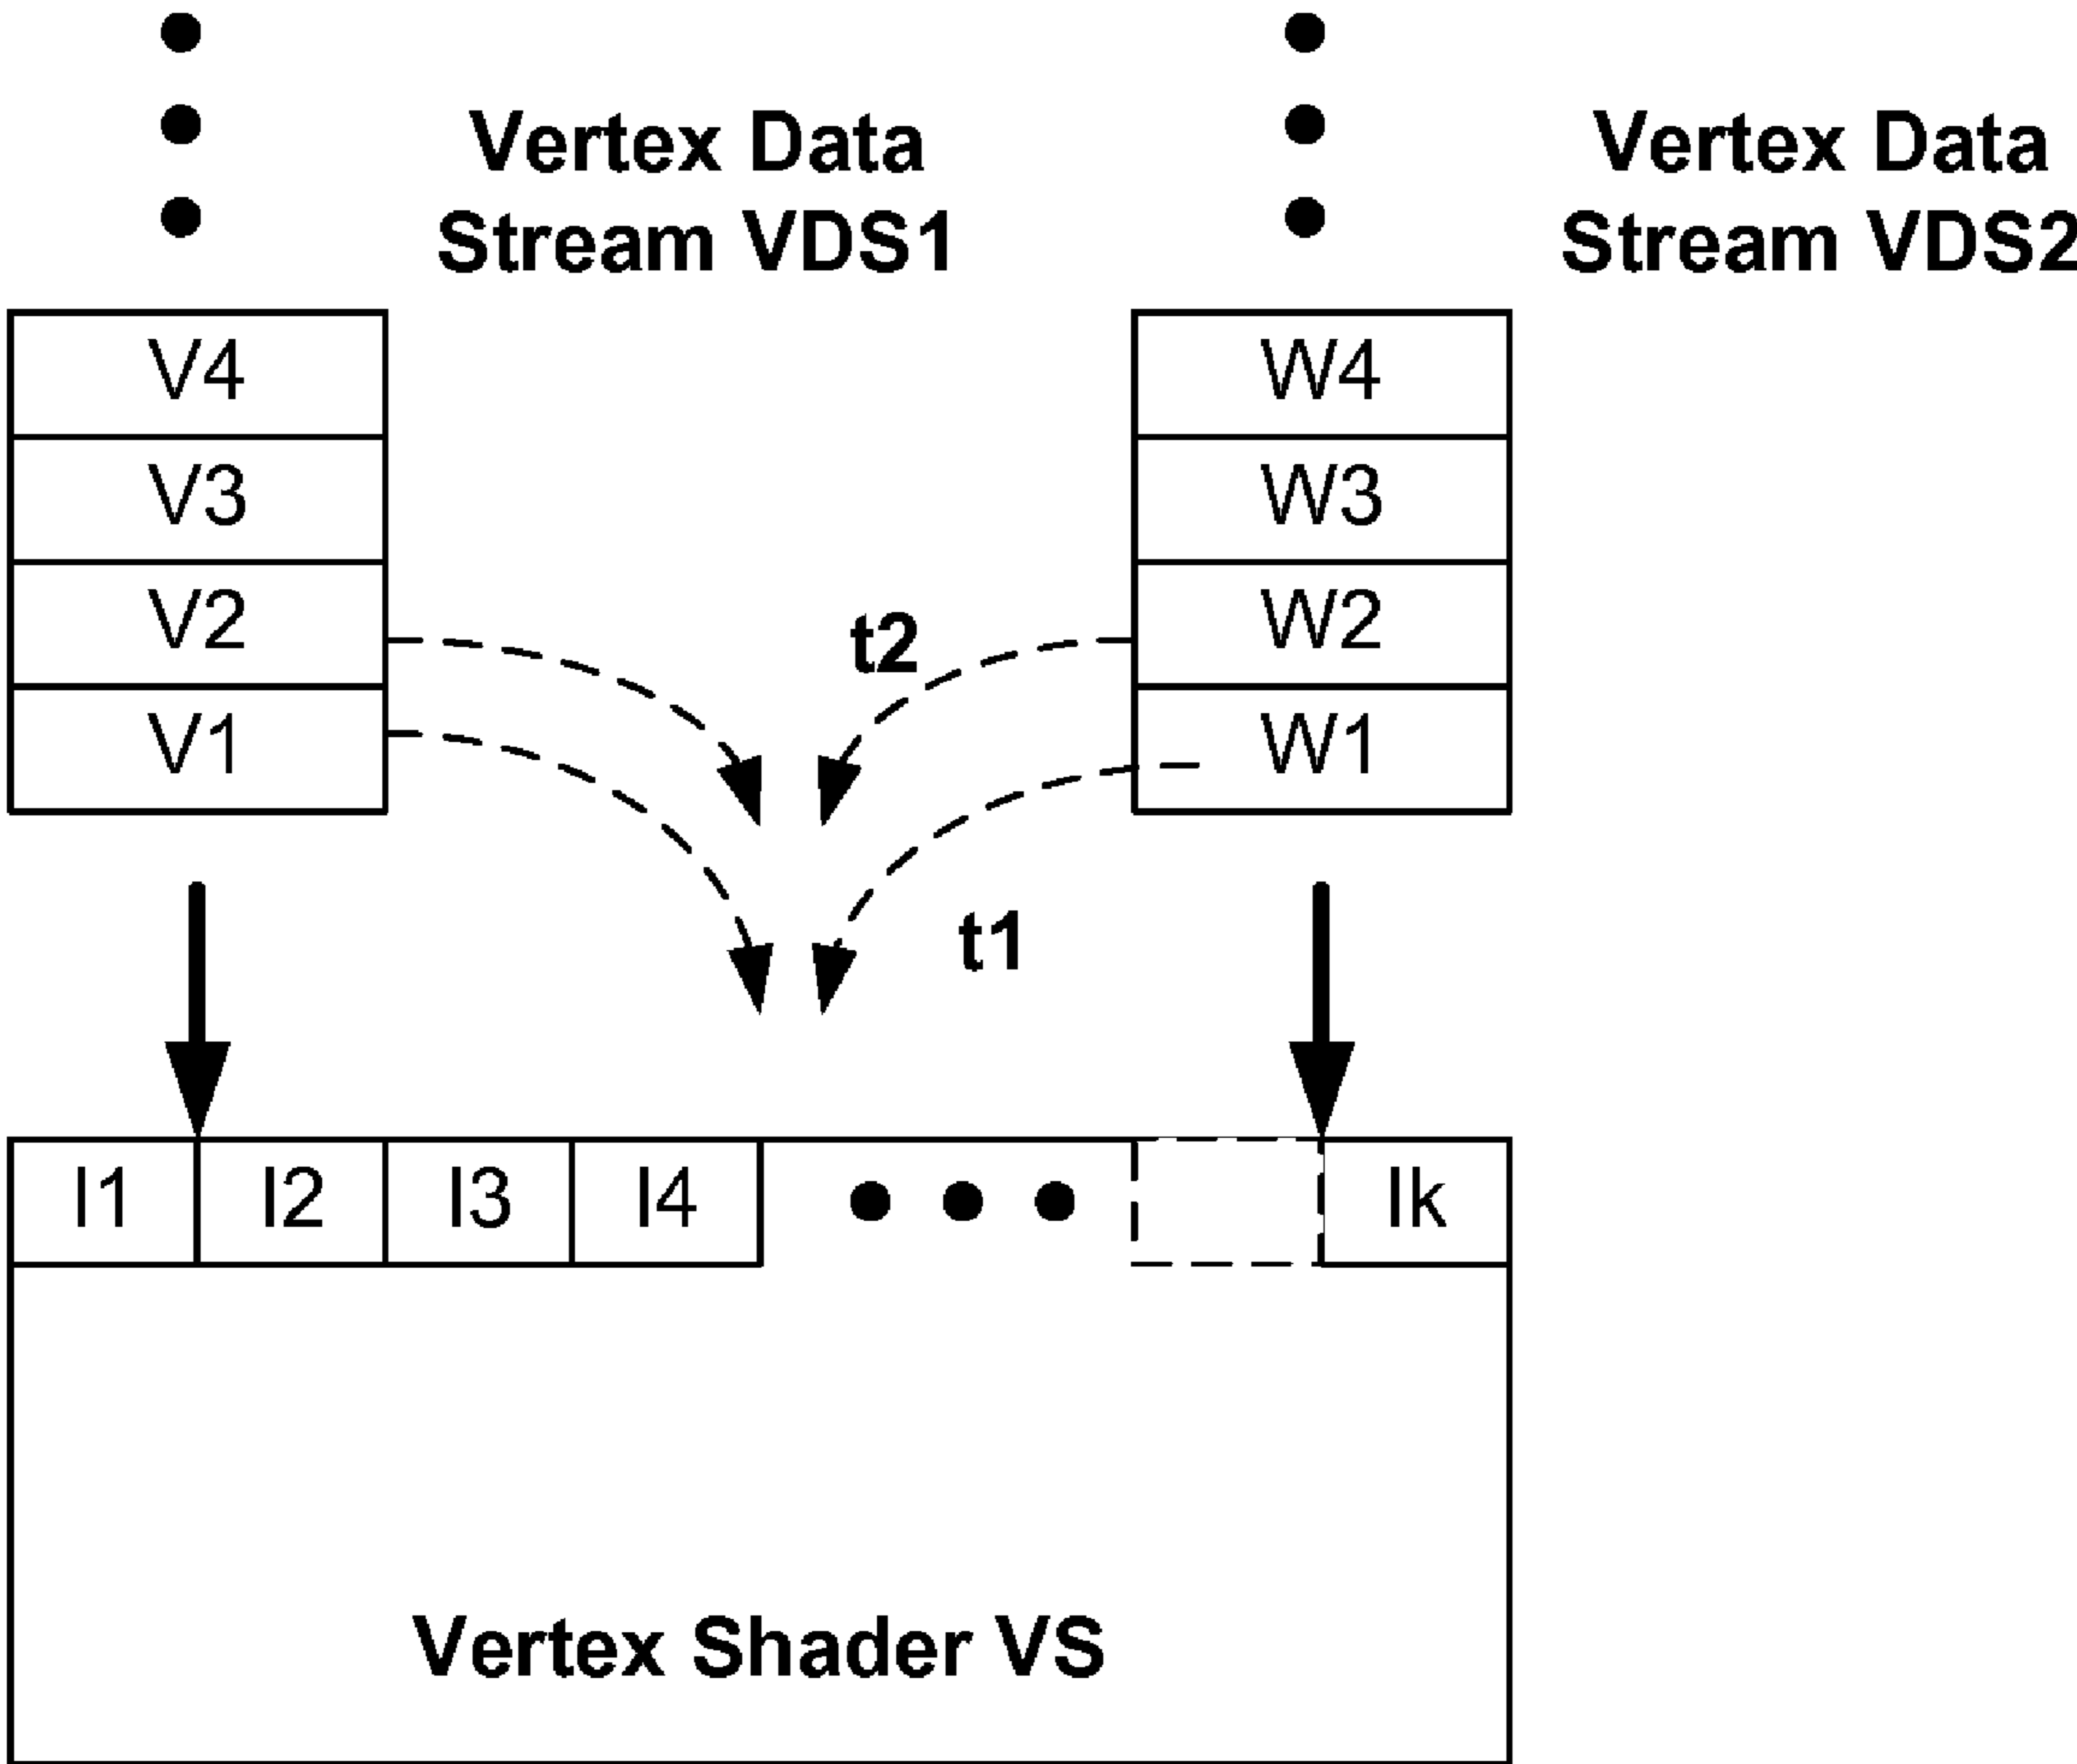 Vertex Data
Stream VDS1
Vertex Data
Stream VDS2
V4
V3
V2
V1
W4
W3
W2
W1
t2
t1
I1 I2 I3 I4 Ik
Vertex Shader VS